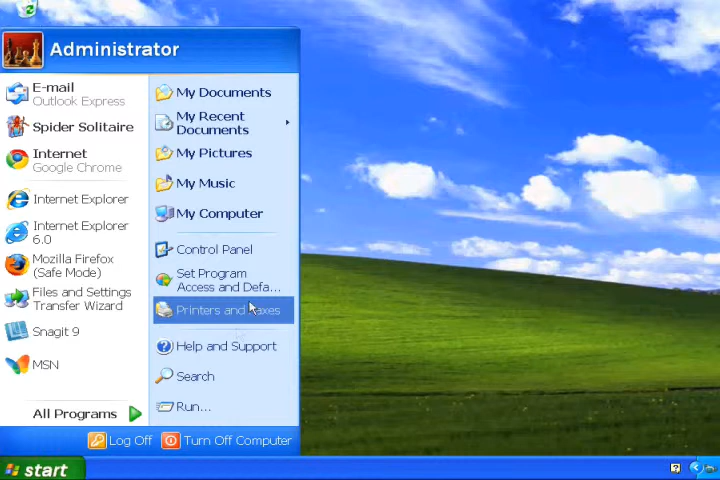 Administrator
E-mail
Outlook Express
Spider Solitaire
Internet
Google Chrome
Internet Explorer
Internet Explorer
6.0
Mozilla Firefox
(Safe Mode)
Files and Settings
Transfer Wizard
Snagit 9
MSN
All Programs
My Documents
My Recent
Documents
My Pictures
My Music
My Computer
Control Panel
Set Program
Access and Defa...
Printers and Faxes
Help and Support
Search
Run...
Log Off
Turn Off Computer
start